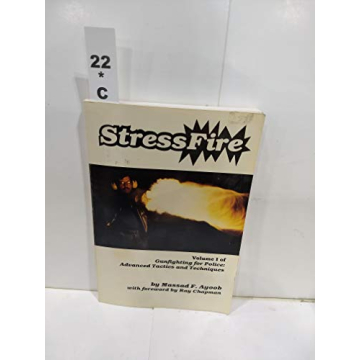 22
*
C
StressFire
Volume I of
Gunfighting for Police:
Advanced Tactics and Techniques
by Massad F. Ayoob
with foreword by Ray Chapman